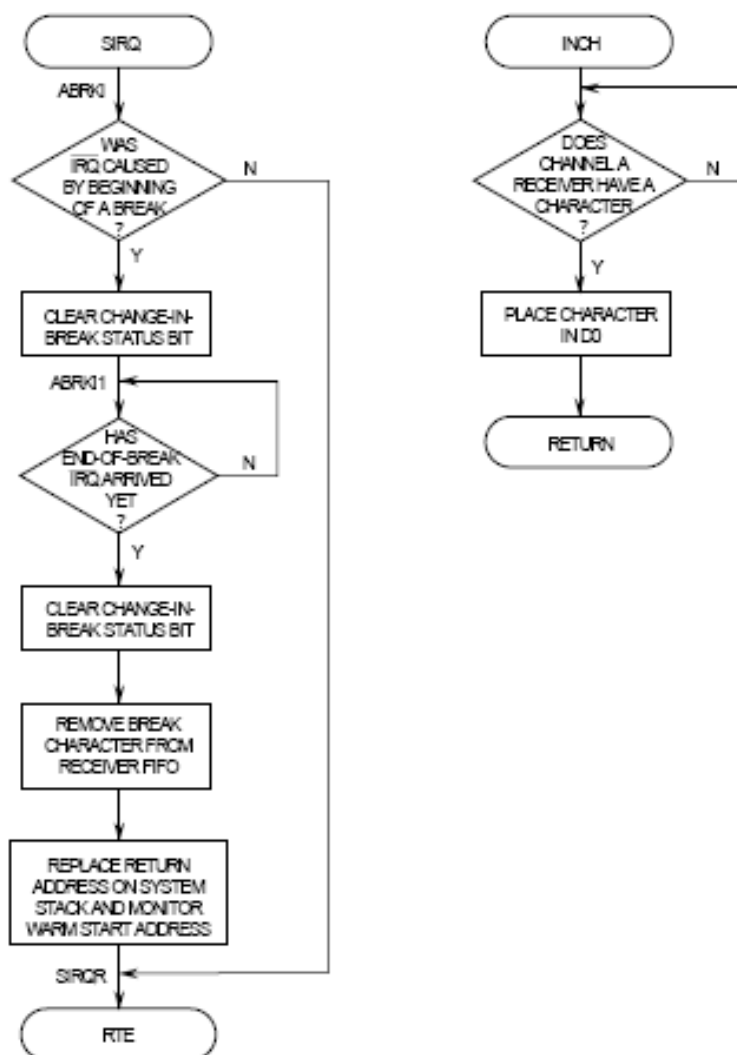 SIRQ
ABRKI
WAS
IRQ CAUSED
BY BEGINNING
OF A BREAK
?
N
Y
CLEAR CHANGE-IN-
BREAK STATUS BIT
ABRKI1
HAS
END-OF-BREAK
IRQ ARRIVED
YET
?
N
Y
CLEAR CHANGE-IN-
BREAK STATUS BIT
REMOVE BREAK
CHARACTER FROM
RECEIVER FIFO
REPLACE RETURN
ADDRESS ON SYSTEM
STACK AND MONITOR
WARM START ADDRESS
SIRQR
RTE
INCH
DOES
CHANNEL A
RECEIVER HAVE A
CHARACTER
?
N
Y
PLACE CHARACTER
IN D0
RETURN